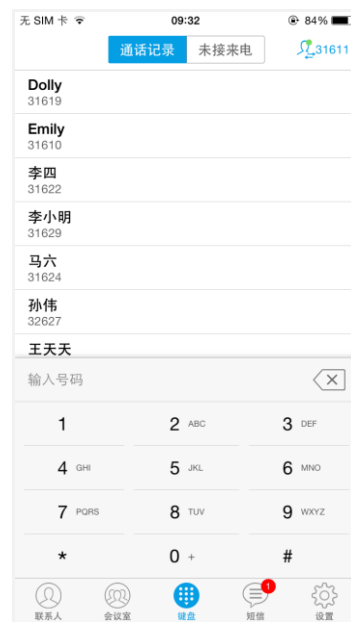 无 SIM 卡 09:32 84%
通话记录 未接来电 31611
Dolly
31619
Emily
31610
李四
31622
李小明
31629
马六
31624
孙伟
32627
王天天
输入号码
1 2 ABC 3 DEF
4 GHI 5 JKL 6 MNO
7 PQRS 8 TUV 9 WXYZ
* 0 + #
1
联系人 会议室 键盘 短信 设置